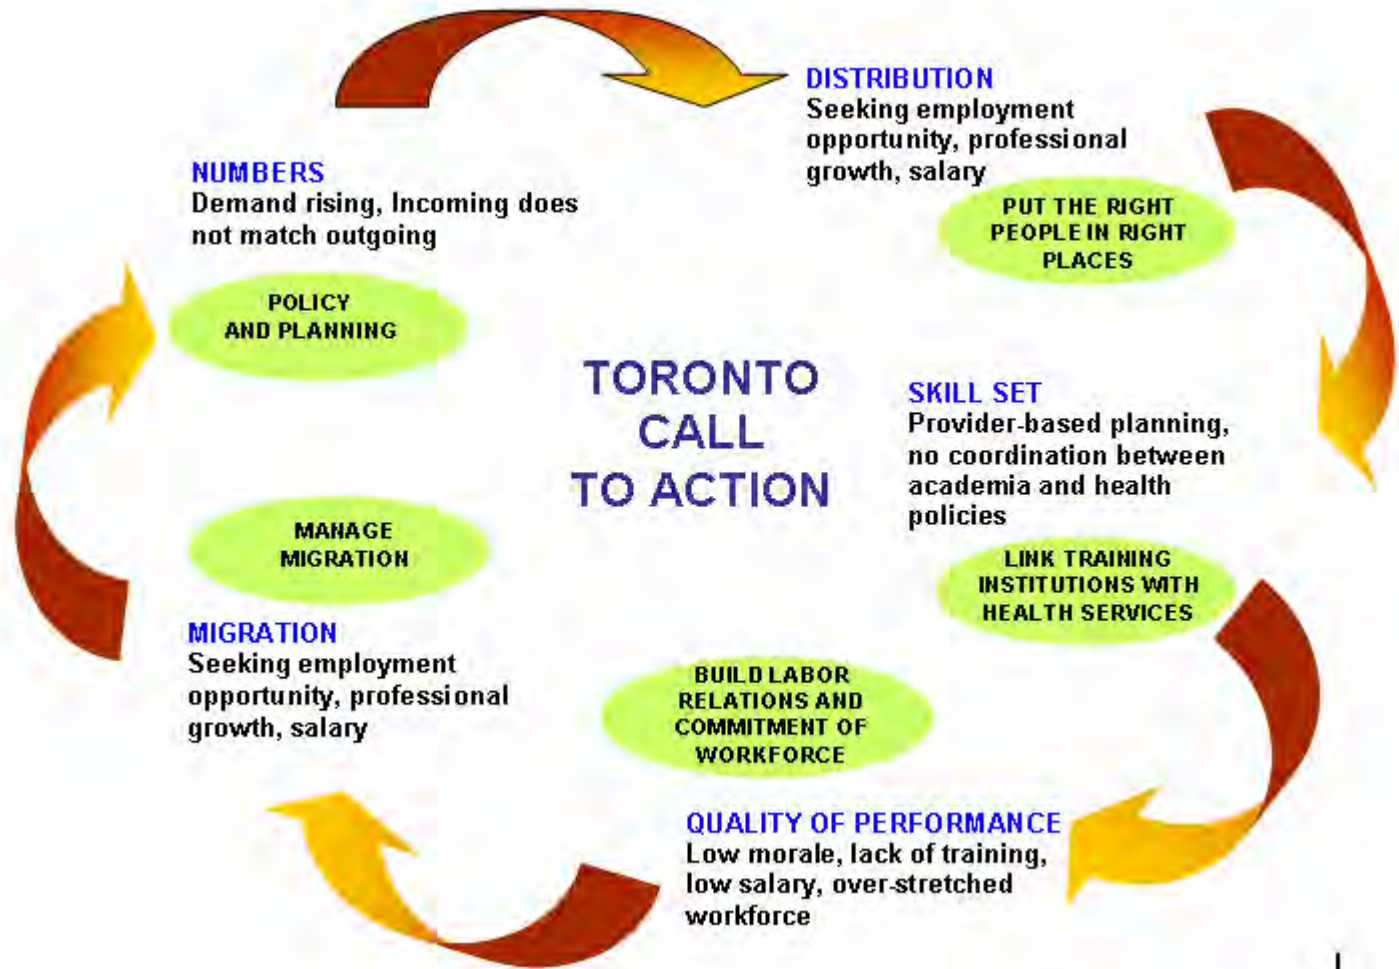 DISTRIBUTION
Seeking employment
opportunity, professional
growth, salary
PUT THE RIGHT
PEOPLE IN RIGHT
PLACES
NUMBERS
Demand rising, Incoming does
not match outgoing
POLICY
AND PLANNING
TORONTO
CALL
TO ACTION
SKILL SET
Provider-based planning,
no coordination between
academia and health
policies
LINK TRAINING
INSTITUTIONS WITH
HEALTH SERVICES
MANAGE
MIGRATION
MIGRATION
Seeking employment
opportunity, professional
growth, salary
BUILD LABOR
RELATIONS AND
COMMITMENT OF
WORKFORCE
QUALITY OF PERFORMANCE
Low morale, lack of training,
low salary, over-stretched
workforce